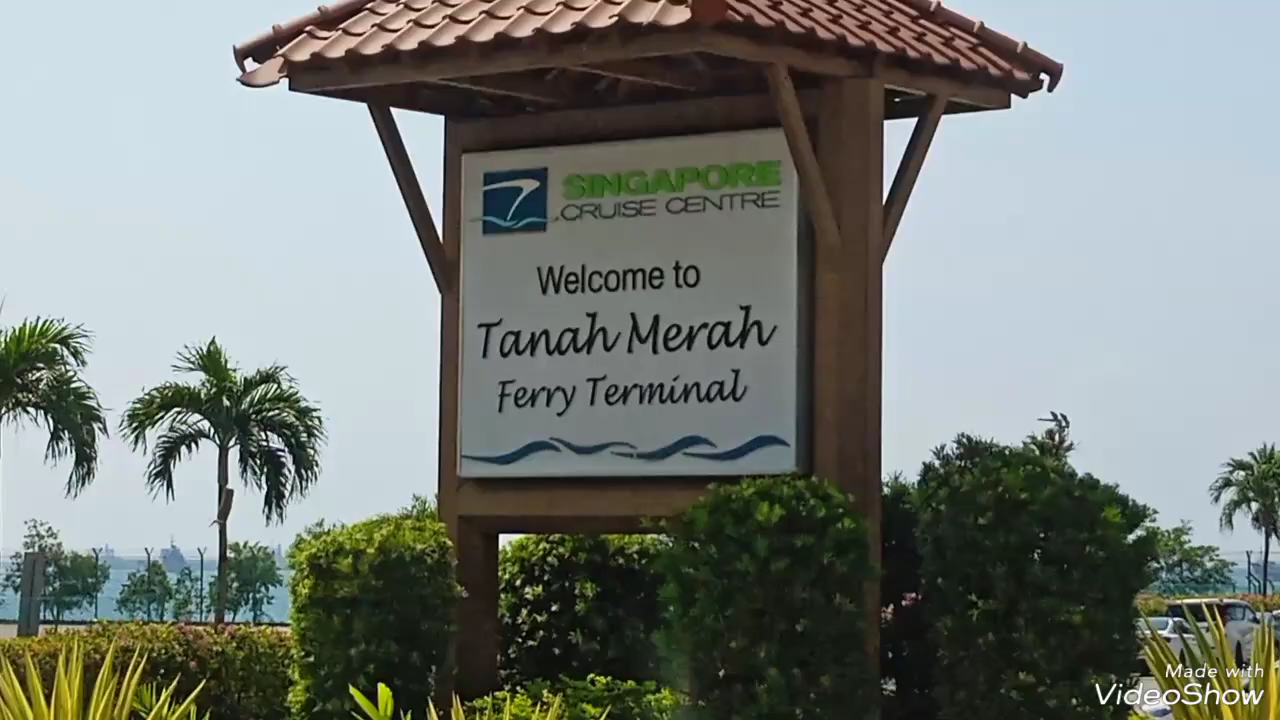 SINGAPORE
CRUISE CENTRE
Welcome to
Tanah Merah
Ferry Terminal
Made with
VideoShow